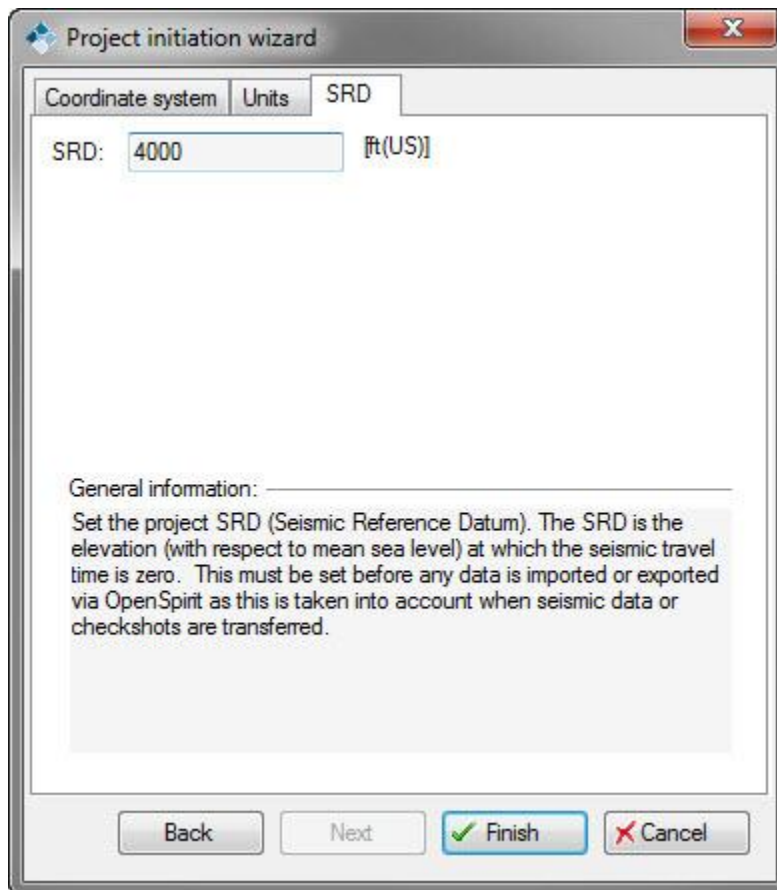 Project initiation wizard
Coordinate system Units SRD
SRD: 4000 [ft(US)]
General information:
Set the project SRD (Seismic Reference Datum). The SRD is the
elevation (with respect to mean sea level) at which the seismic travel
time is zero. This must be set before any data is imported or exported
via OpenSpirit as this is taken into account when seismic data or
checkshots are transferred.
Back Next Finish Cancel